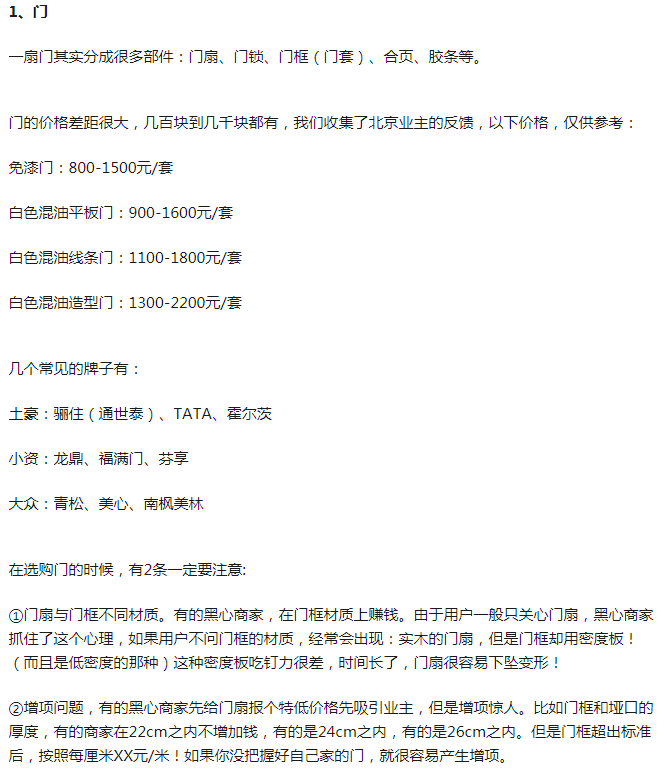 1、门
一扇门其实分成很多部件：门扇、门锁、门框（门套）、合页、胶条等。
门的价格差距很大，几百块到几千块都有，我们收集了北京业主的反馈，以下价格，仅供参考：
免漆门：800-1500元/套
白色混油平板门：900-1600元/套
白色混油线条门：1100-1800元/套
白色混油造型门：1300-2200元/套
几个常见的牌子有：
土豪：骊住（通世泰）、TATA、霍尔茨
小资：龙鼎、福满门、芬享
大众：青松、美心、南枫美林
在选购门的时候，有2条一定要注意:
①门扇与门框不同材质。有的黑心商家，在门框材质上赚钱。由于用户一般只关心门扇，黑心商家
抓住了这个心理，如果用户不问门框的材质，经常会出现：实木的门扇，但是门框却用密度板！
（而且是低密度的那种）这种密度板吃钉力很差，时间长了，门扇很容易下坠变形！
②增项问题，有的黑心商家先给门扇报个特低价格先吸引业主，但是增项惊人。比如门框和垭口的
厚度，有的商家在22cm之内不增加钱，有的是24cm之内，有的是26cm之内。但是门框超出标准
后，按照每厘米XX元/米！如果你没把握好自己家的门，就很容易产生增项。